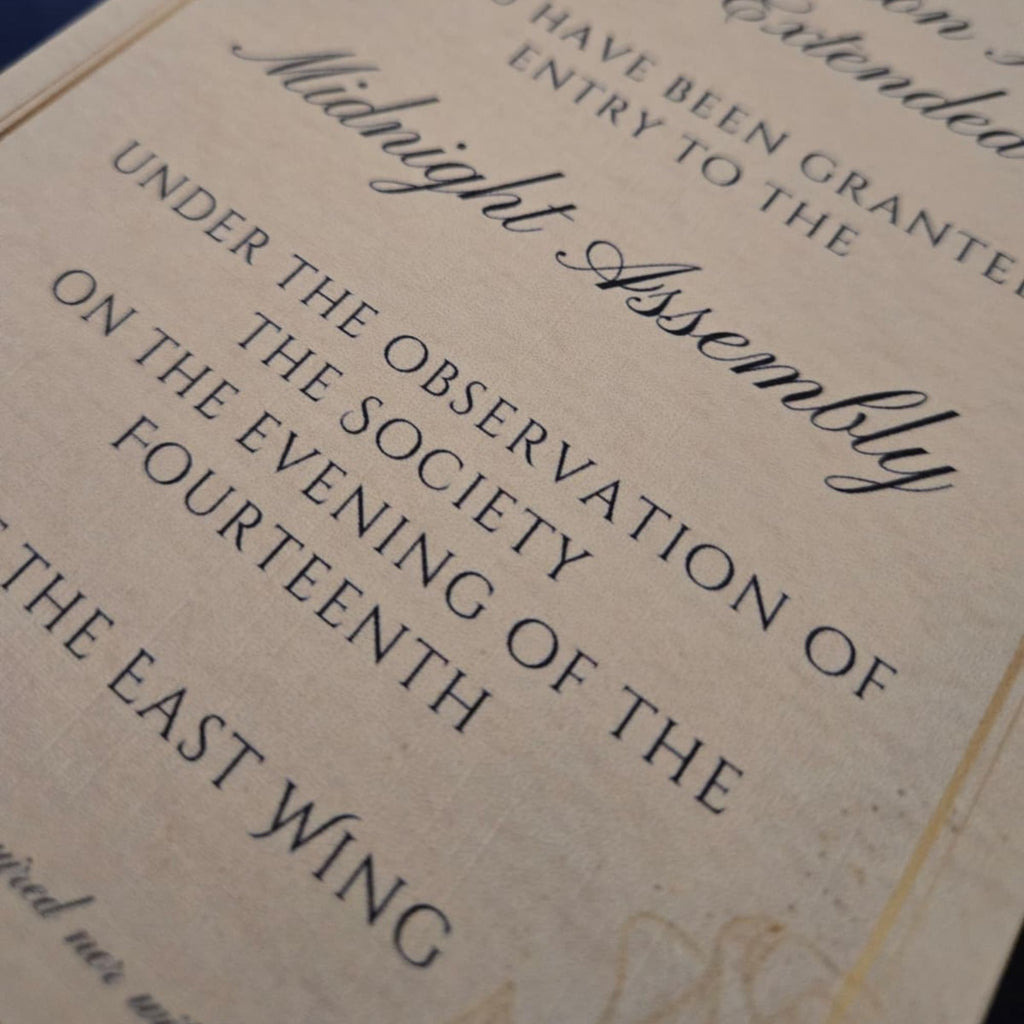 Extended
HAVE BEEN GRANTED
ENTRY TO THE
Midnight Assembly
UNDER THE OBSERVATION OF
THE SOCIETY
ON THE EVENING OF THE
FOURTEENTH
THE EAST WING
nor